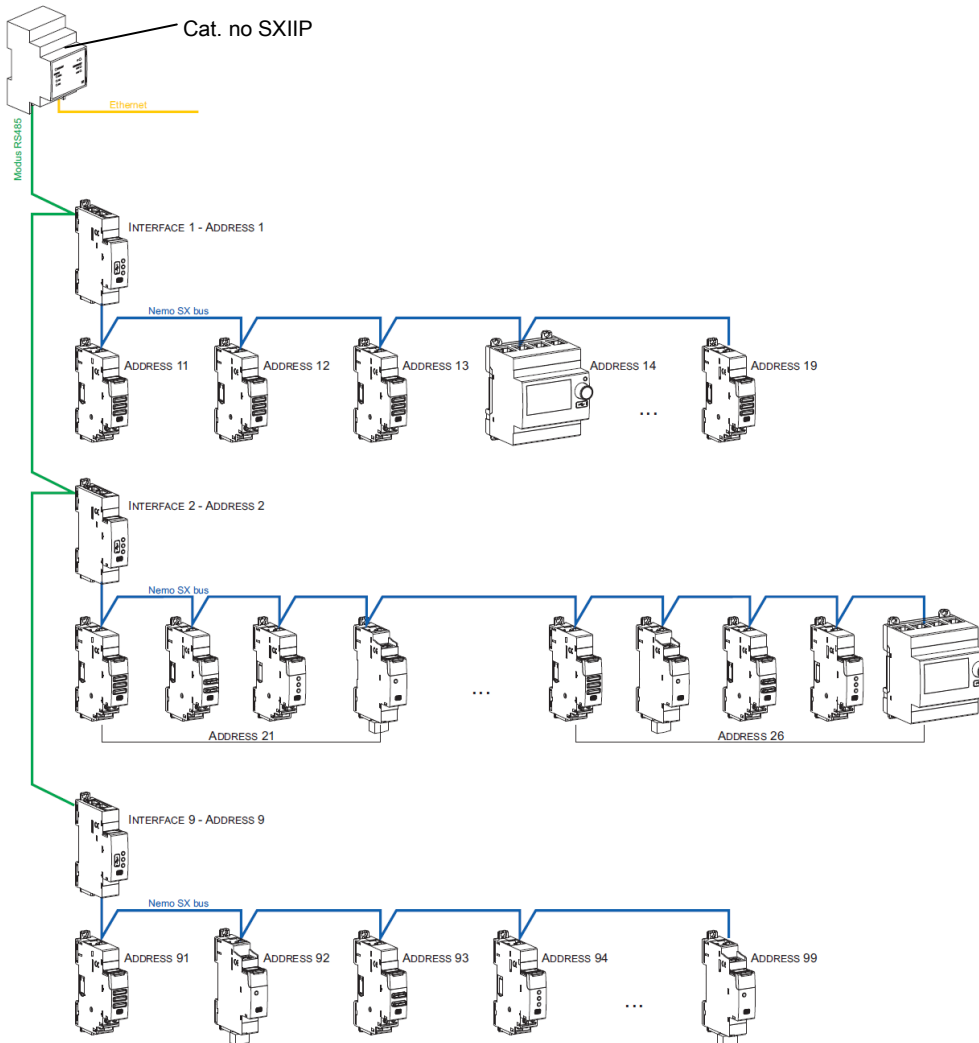 Cat. no SXIIP
Ethernet
Modus RS485
INTERFACE 1 - ADDRESS 1
Nemo SX bus
ADDRESS 11
ADDRESS 12
ADDRESS 13
ADDRESS 14
ADDRESS 19
...
INTERFACE 2 - ADDRESS 2
Nemo SX bus
...
ADDRESS 21
ADDRESS 26
INTERFACE 9 - ADDRESS 9
Nemo SX bus
ADDRESS 91
ADDRESS 92
ADDRESS 93
ADDRESS 94
ADDRESS 99
...